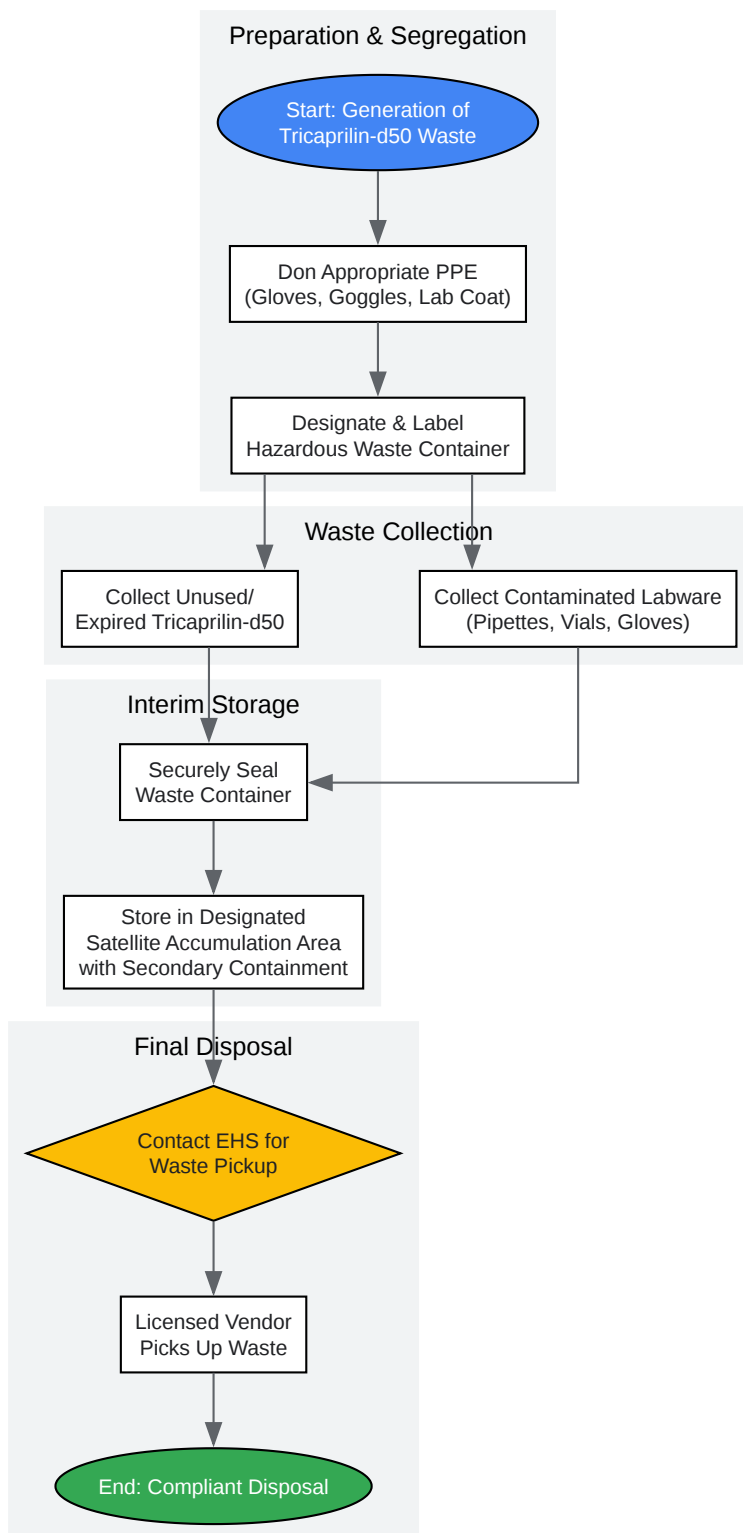 Preparation & Segregation
Start: Generation of
Tricaprilin-d50 Waste
Don Appropriate PPE
(Gloves, Goggles, Lab Coat)
Designate & Label
Hazardous Waste Container
Waste Collection
Collect Unused/
Expired Tricaprilin-d50
Collect Contaminated Labware
(Pipettes, Vials, Gloves)
Interim Storage
Securely Seal
Waste Container
Store in Designated
Satellite Accumulation Area
with Secondary Containment
Final Disposal
Contact EHS for
Waste Pickup
Licensed Vendor
Picks Up Waste
End: Compliant Disposal